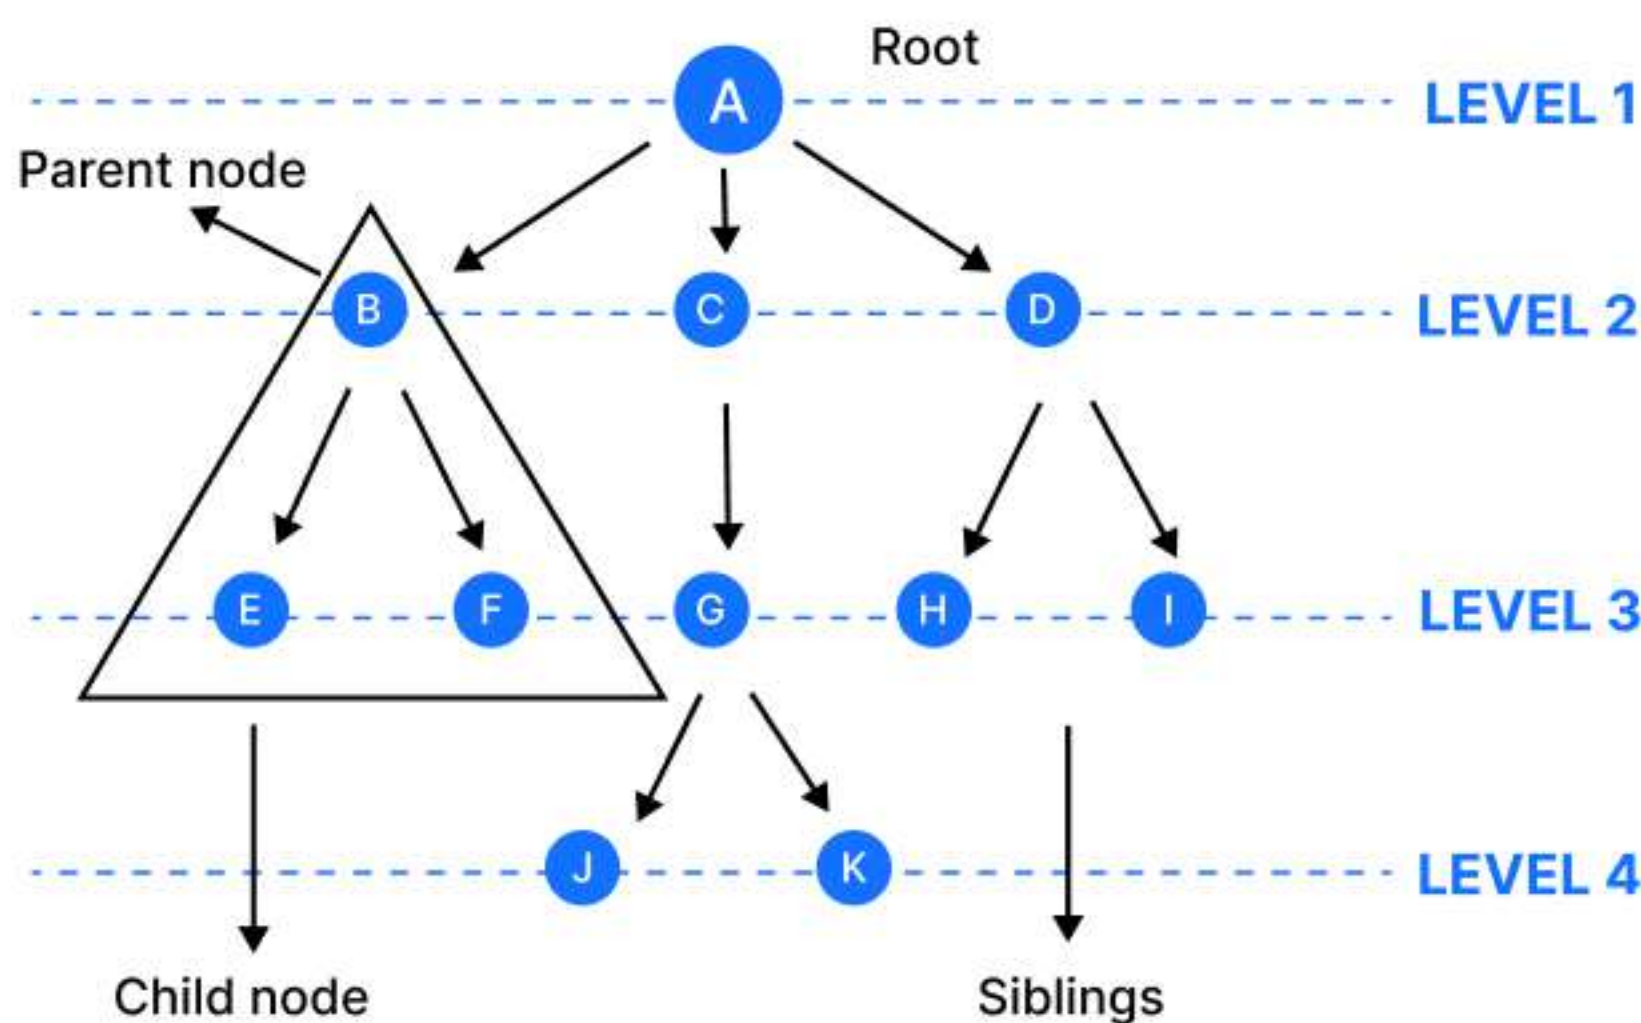 Root
A
LEVEL 1
Parent node
B
C
D
LEVEL 2
E
F
G
H
I
LEVEL 3
J
K
LEVEL 4
Child node
Siblings